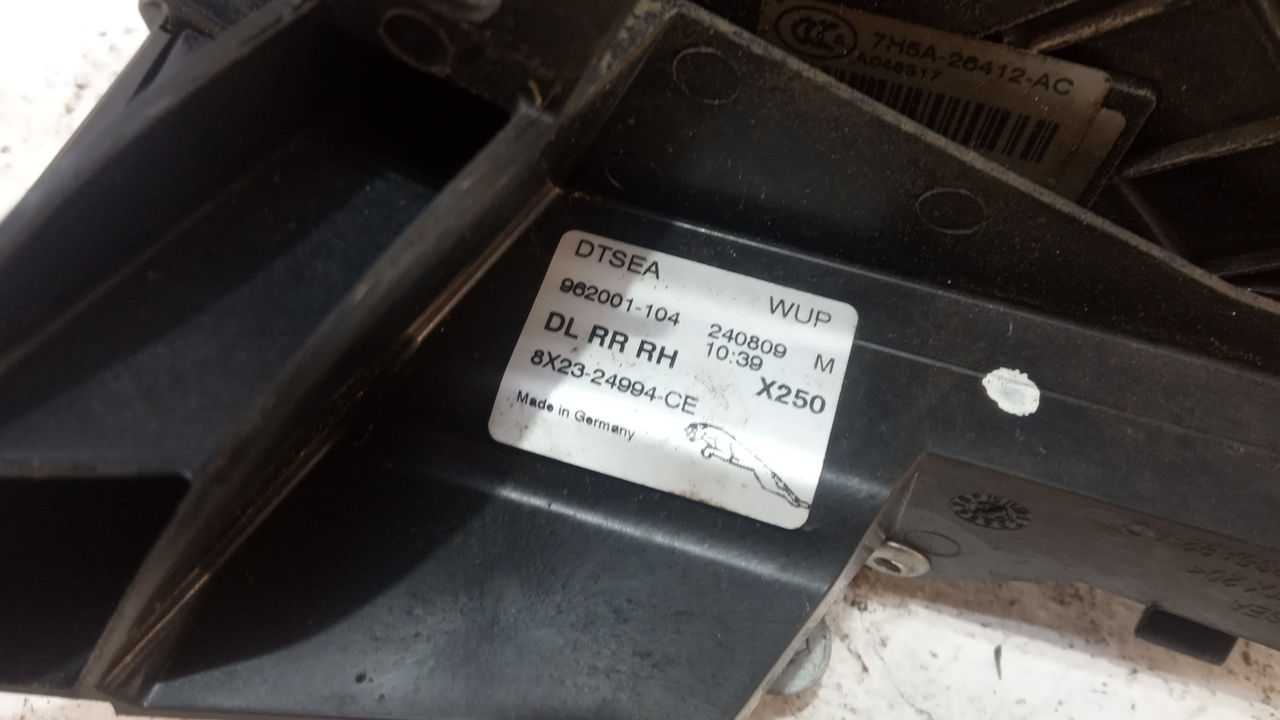 CCC
7H5A-26412-AC
DTSEA
WUP
962001-104
240809 M
DL RR RH
10:39
8X23-24994-CE
X250
Made in Germany